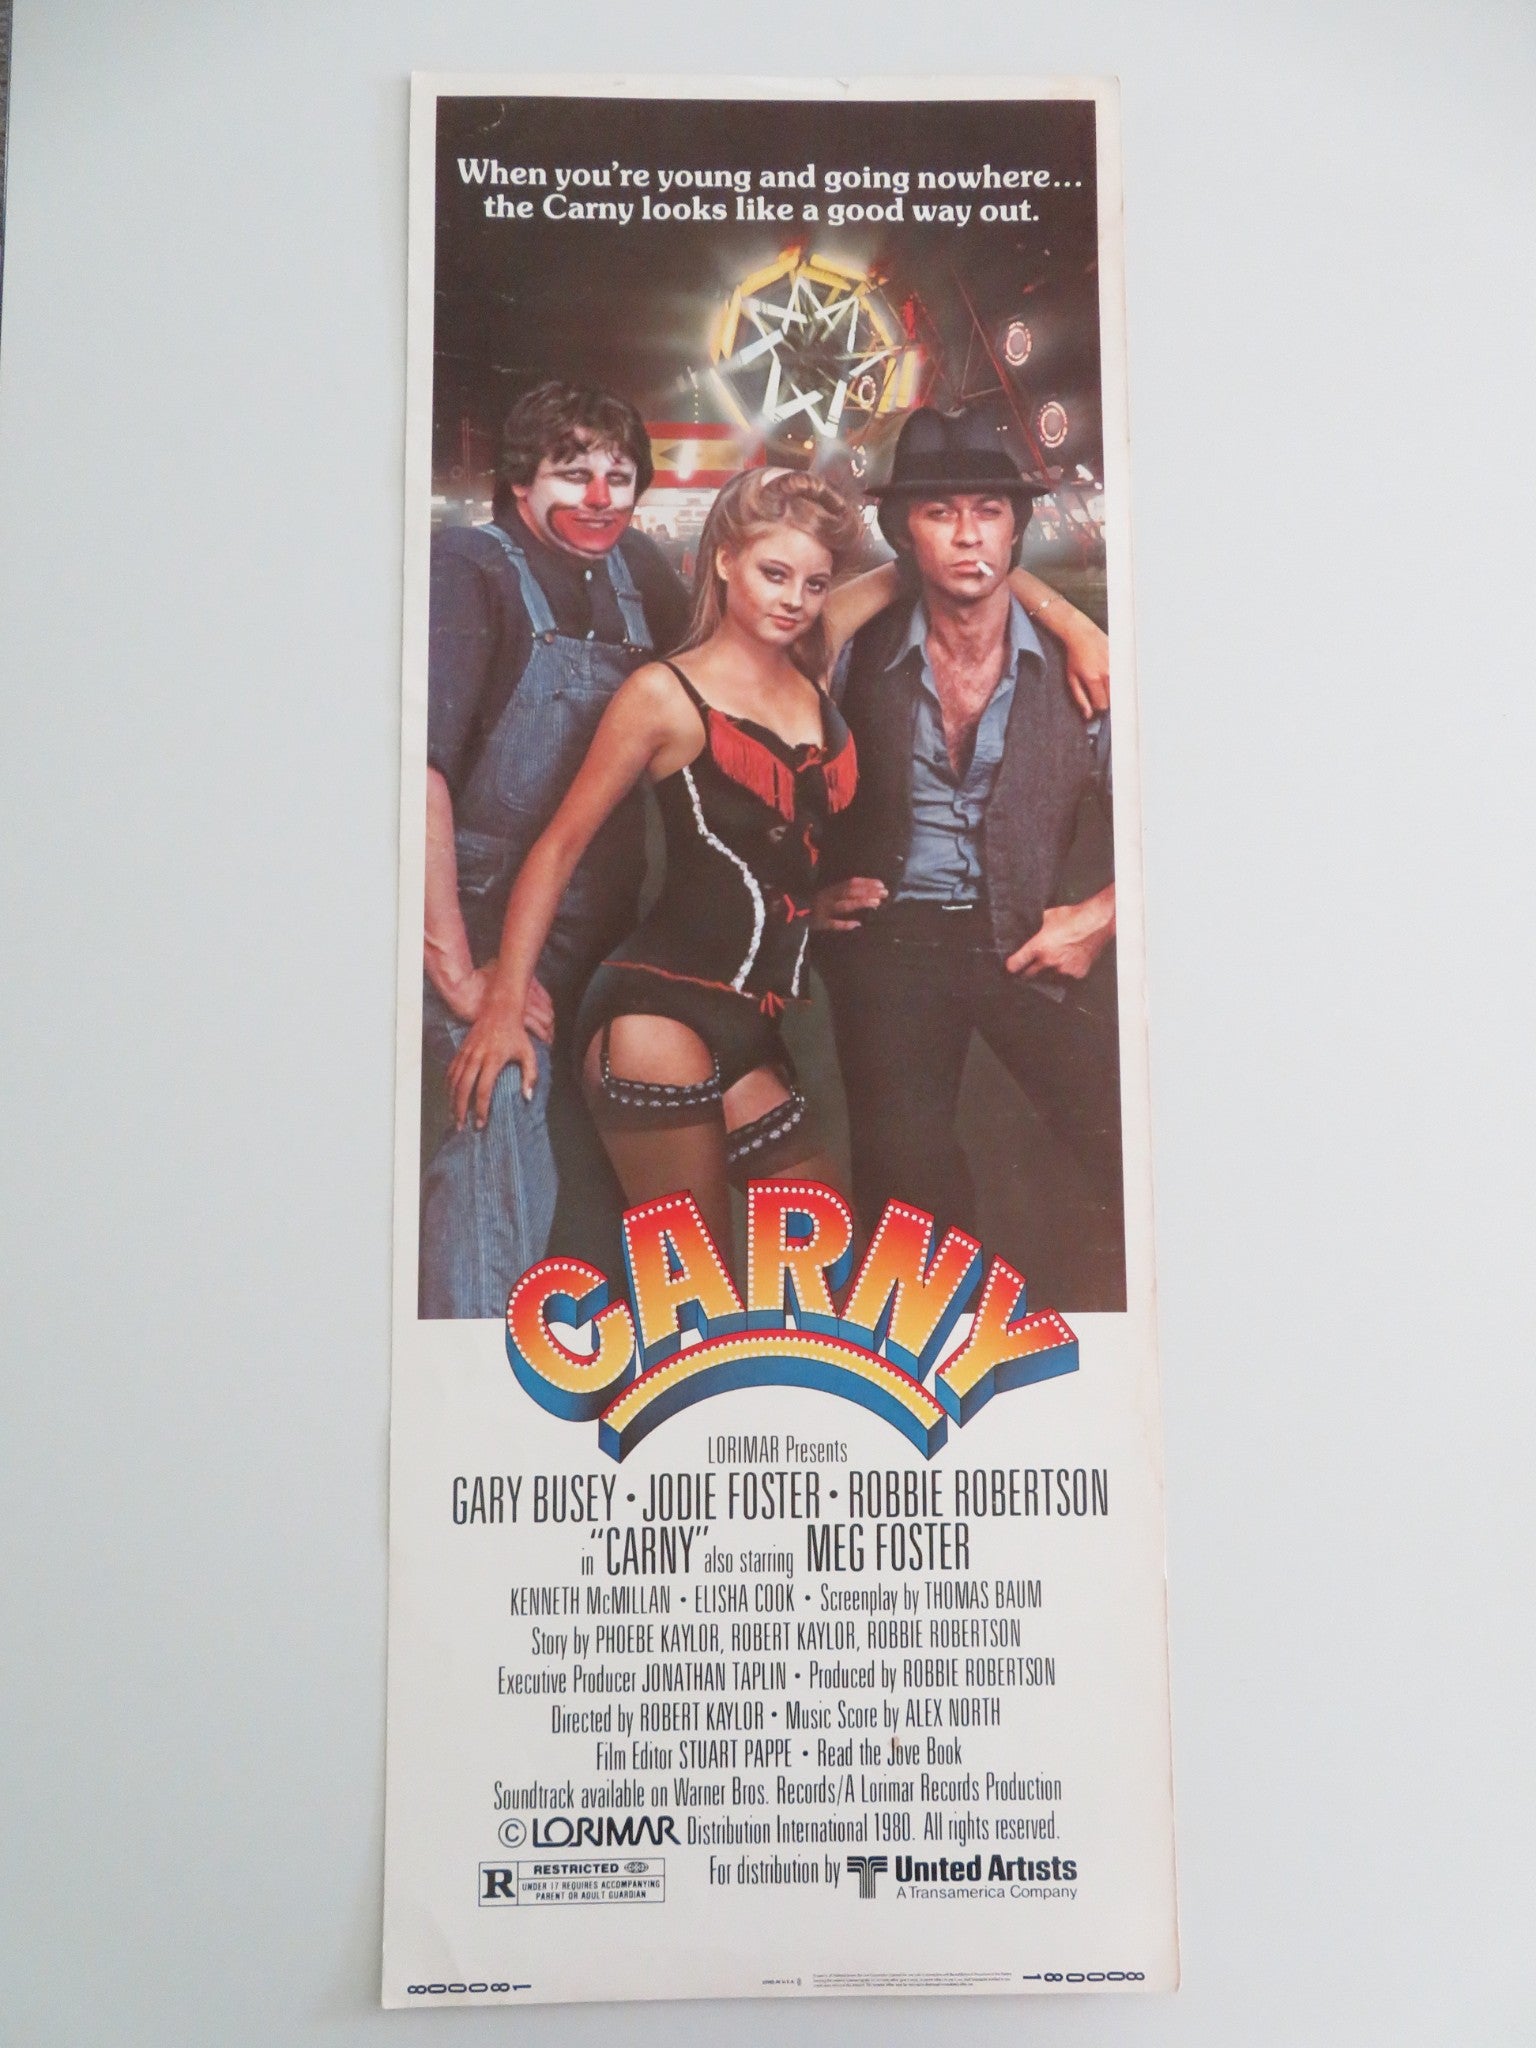 When you're young and going nowhere...
the Carny looks like a good way out.
CARNY
LORIMAR Presents
GARY BUSEY • JODIE FOSTER • ROBBIE ROBERTSON
in "CARNY" also starring MEG FOSTER
KENNETH McMILLAN • ELISHA COOK • Screenplay by THOMAS BAUM
Story by PHOEBE KAYLOR, ROBERT KAYLOR, ROBBIE ROBERTSON
Executive Producer JONATHAN TAPLIN • Produced by ROBBIE ROBERTSON
Directed by ROBERT KAYLOR • Music Score by ALEX NORTH
Film Editor STUART PAPPE • Read the Jove Book
Soundtrack available on Warner Bros. Records/A Lorimar Records Production
© LORIMAR Distribution International 1980. All rights reserved.
R RESTRICTED
UNDER 17 REQUIRES ACCOMPANYING
PARENT OR ADULT GUARDIAN
For distribution by United Artists
A Transamerica Company
800081
800081